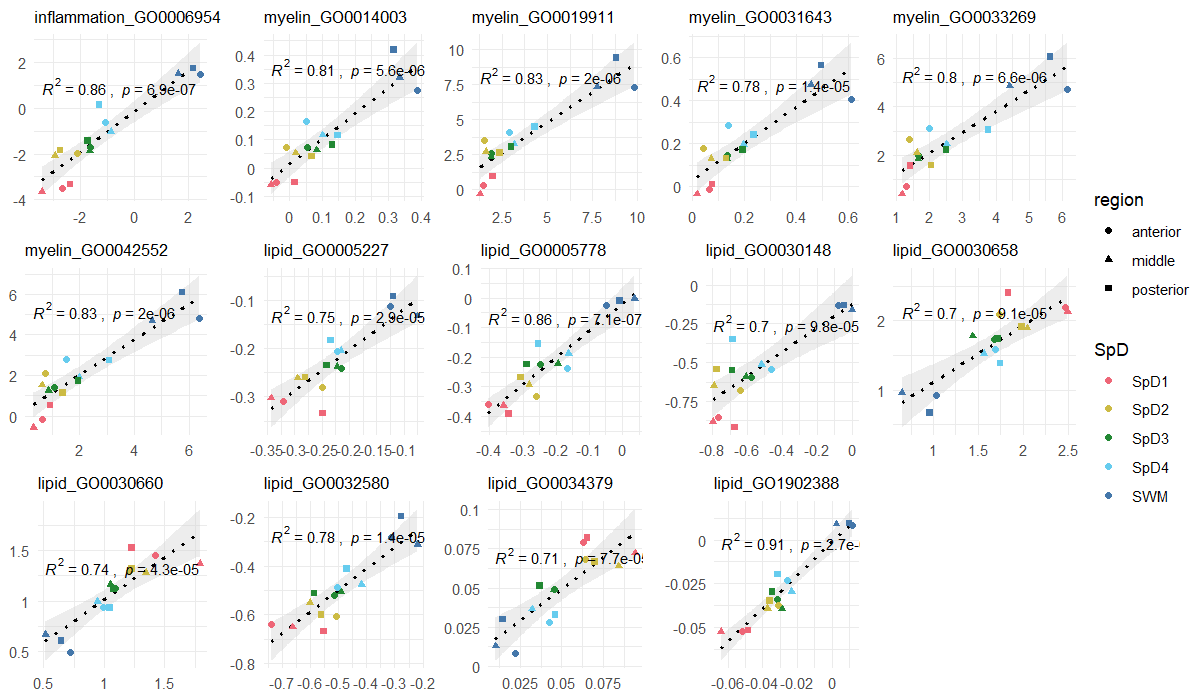 inflammation_GO0006954 myelin_GO0014003 myelin_GO0019911 myelin_GO0031643 myelin_GO0033269
R² = 0.86 , p = 6.9e-07
R² = 0.81 , p = 5.6e-06
R² = 0.83 , p = 2e-06
R² = 0.78 , p = 1.4e-05
R² = 0.8 , p = 6.6e-06
2
0
-2
-4
0.4
0.3
0.2
0.1
0
-0.1
10
7.5
5
2.5
0
0.6
0.4
0.2
0
6
4
2
-2 0 2
0 0.1 0.2 0.3 0.4
2.5 5 7.5 10
0 0.2 0.4 0.6
1 2 3 4 5 6
myelin_GO0042552 lipid_GO0005227 lipid_GO0005778 lipid_GO0030148 lipid_GO0030658
R² = 0.83 , p = 2e-06
R² = 0.75 , p = 2.9e-05
R² = 0.86 , p = 7.1e-07
R² = 0.7 , p = 9.8e-05
R² = 0.7 , p = 9.1e-05
6
4
2
0
-0.1
-0.2
-0.3
0.1
0
-0.1
-0.2
-0.3
-0.4
0
-0.25
-0.5
-0.75
2
1
2 4 6
-0.35 -0.3 -0.25 -0.2 -0.15 -0.1
-0.4 -0.3 -0.2 -0.1 0
-0.8 -0.6 -0.4 -0.2 0
1 1.5 2 2.5
lipid_GO0030660 lipid_GO0032580 lipid_GO0034379 lipid_GO1902388
R² = 0.74 , p = 4.3e-05
R² = 0.78 , p = 1.4e-05
R² = 0.71 , p = 7.7e-05
R² = 0.91 , p = 2.7e-
1.5
1
0.5
-0.2
-0.4
-0.6
-0.8
0.1
0.075
0.05
0.025
0
0
-0.025
-0.05
0.5 1 1.5
-0.7 -0.6 -0.5 -0.4 -0.3 -0.2
0.025 0.05 0.075
-0.06 -0.04 -0.02 0
region
anterior
middle
posterior
SpD
SpD1
SpD2
SpD3
SpD4
SWM